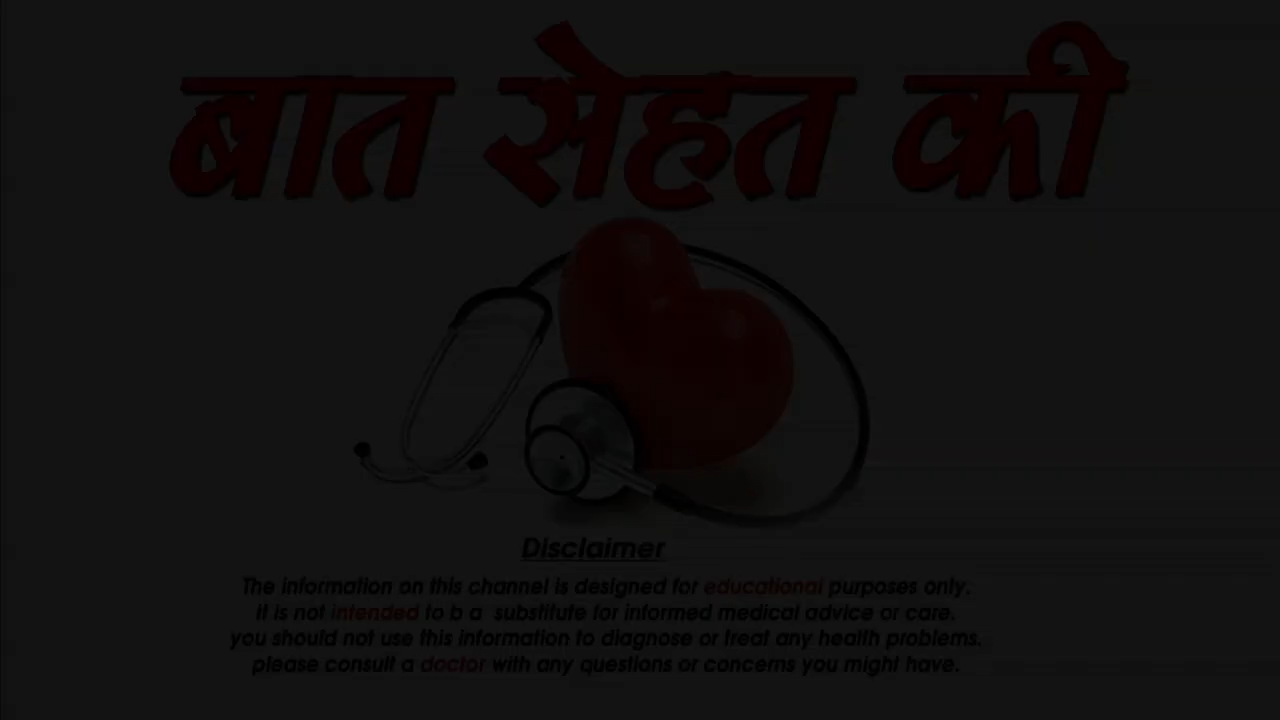 बात सेहत की
Disclaimer
The information on this channel is designed for educational purposes only.
it is not intended to b a substitute for informed medical advice or care.
you should not use this information to diagnose or treat any health problems.
please consult a doctor with any questions or concerns you might have.